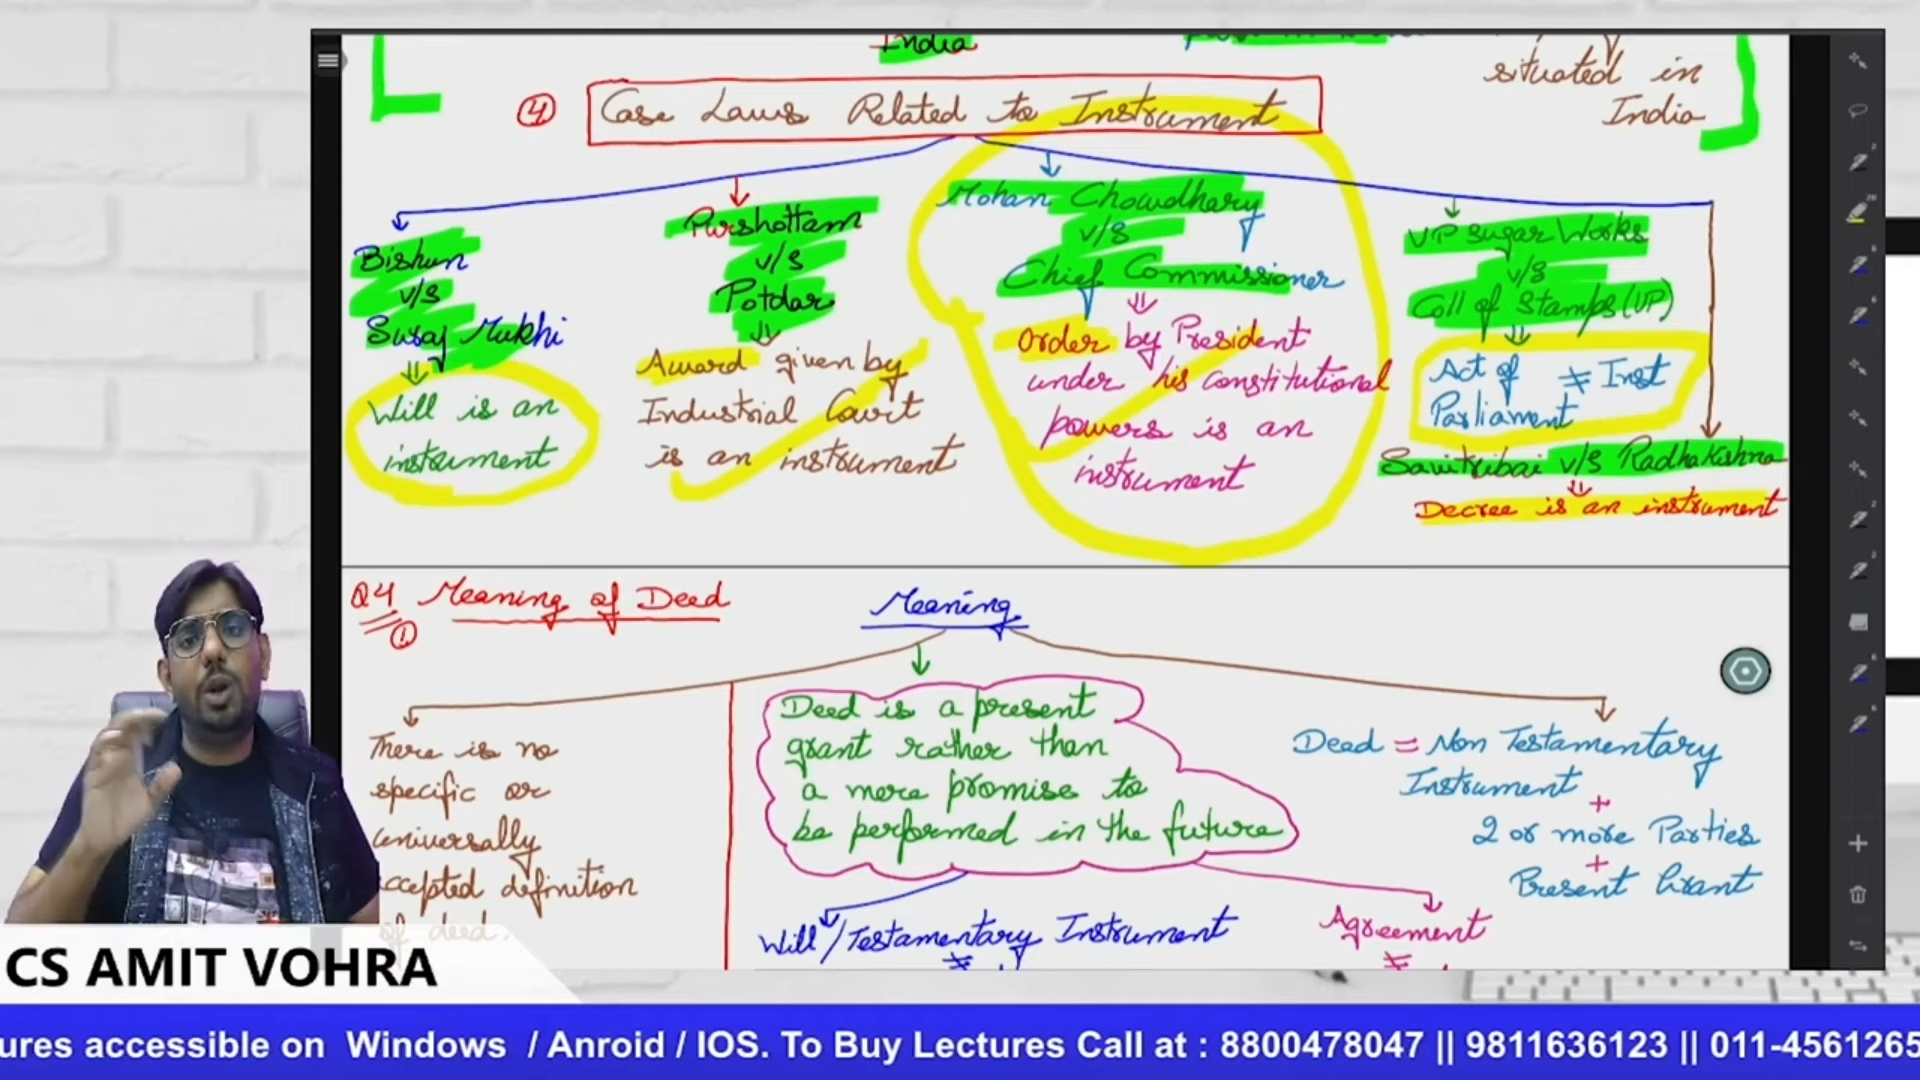 India
situated in
India
④ Case Laws Related to Instrument
Bishun
v/s
Suraj Mukhi
Will is an
instrument
Purshottam
v/s
Potdar
Award given by
Industrial Court
is an instrument
Mohan Chowdhary
v/s
Chief Commissioner
Order by President
under his constitutional
powers is an
instrument
UP Sugar Works
v/s
Coll of Stamps (UP)
Act of ≠ Inst
Parliament
Savitribai v/s RadhaKishna
Decree is an instrument
Q4 Meaning of Deed
①
Meaning
There is no
specific or
universally
accepted definition
of deed.
Deed is a present
grant rather than
a mere promise to
be performed in the future
Deed = Non Testamentary
Instrument
+
2 or more Parties
+
Present Grant
Will / Testamentary Instrument
≠
Agreement
≠
CS AMIT VOHRA
ures accessible on Windows / Anroid / IOS. To Buy Lectures Call at : 8800478047 || 9811636123 || 011-4561265